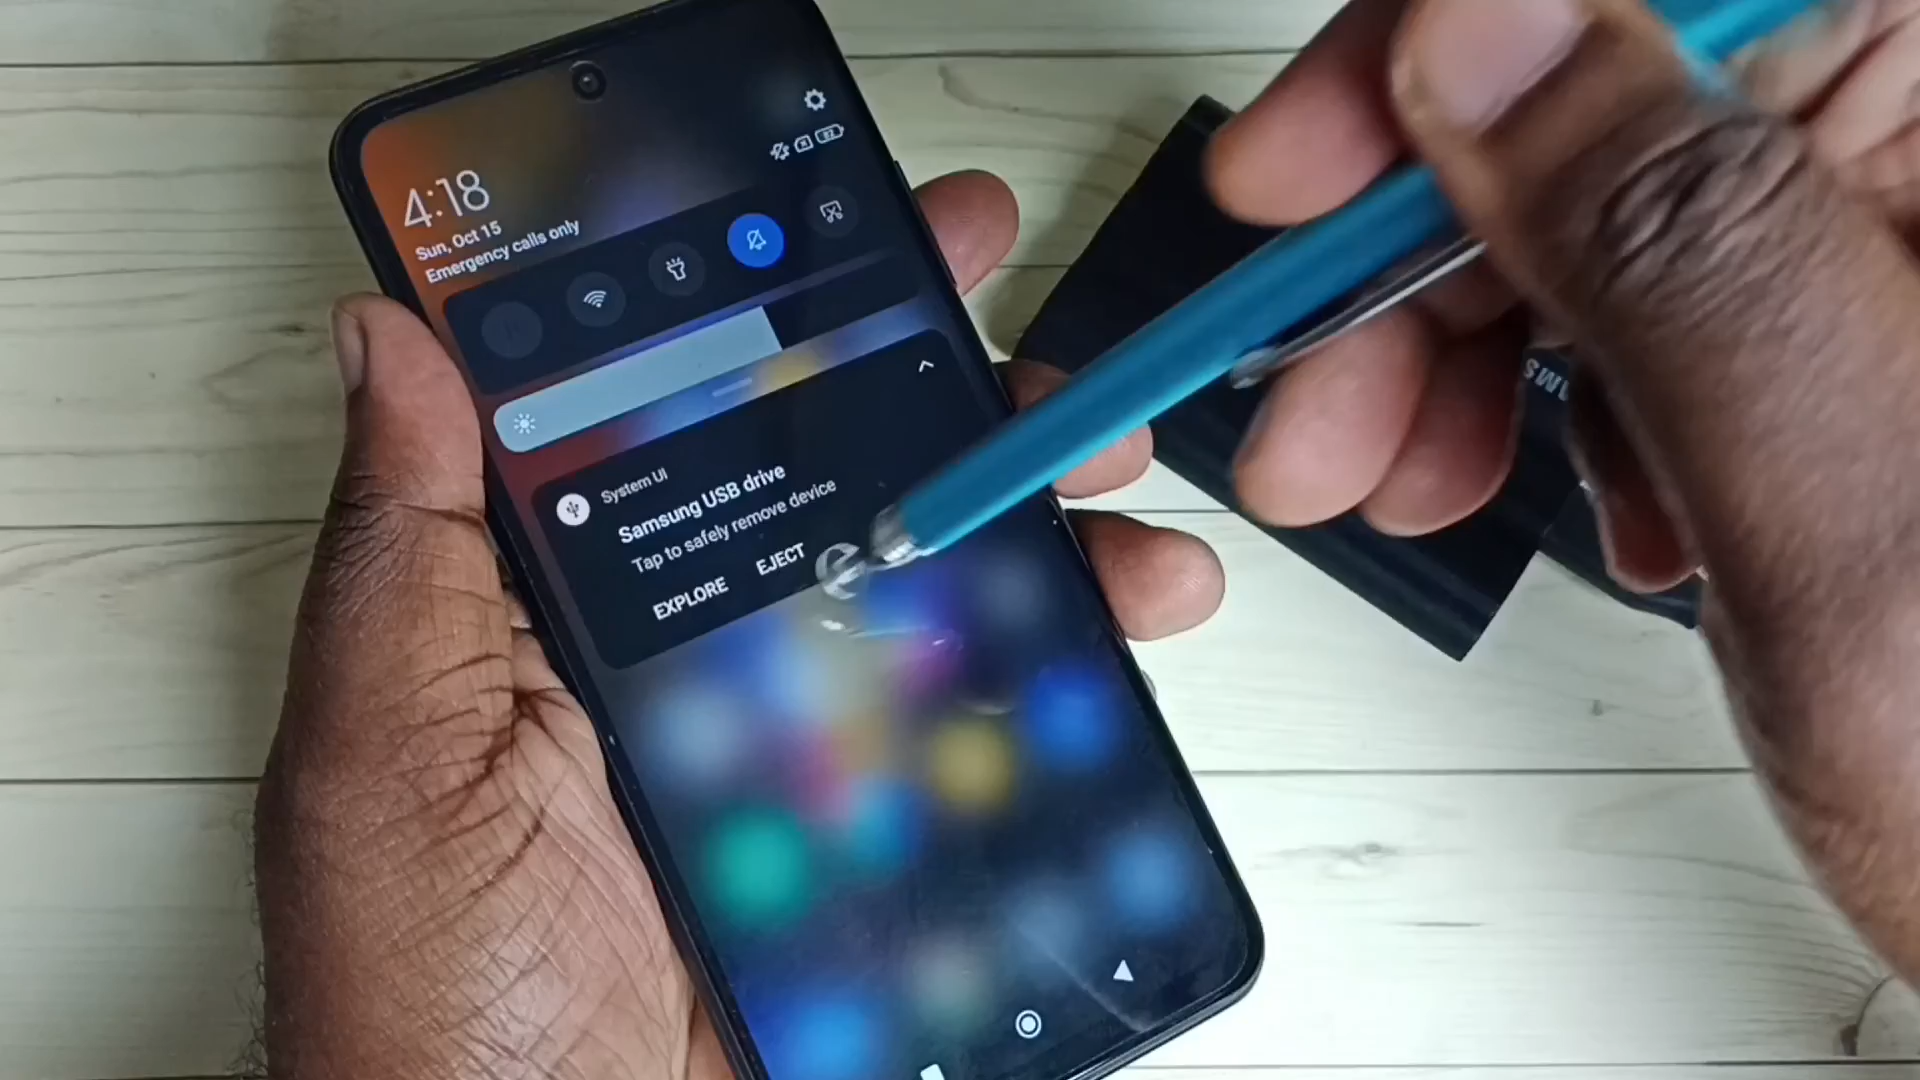 4:18
Sun, Oct 15
Emergency calls only
System UI
Samsung USB drive
Tap to safely remove device
EXPLORE EJECT